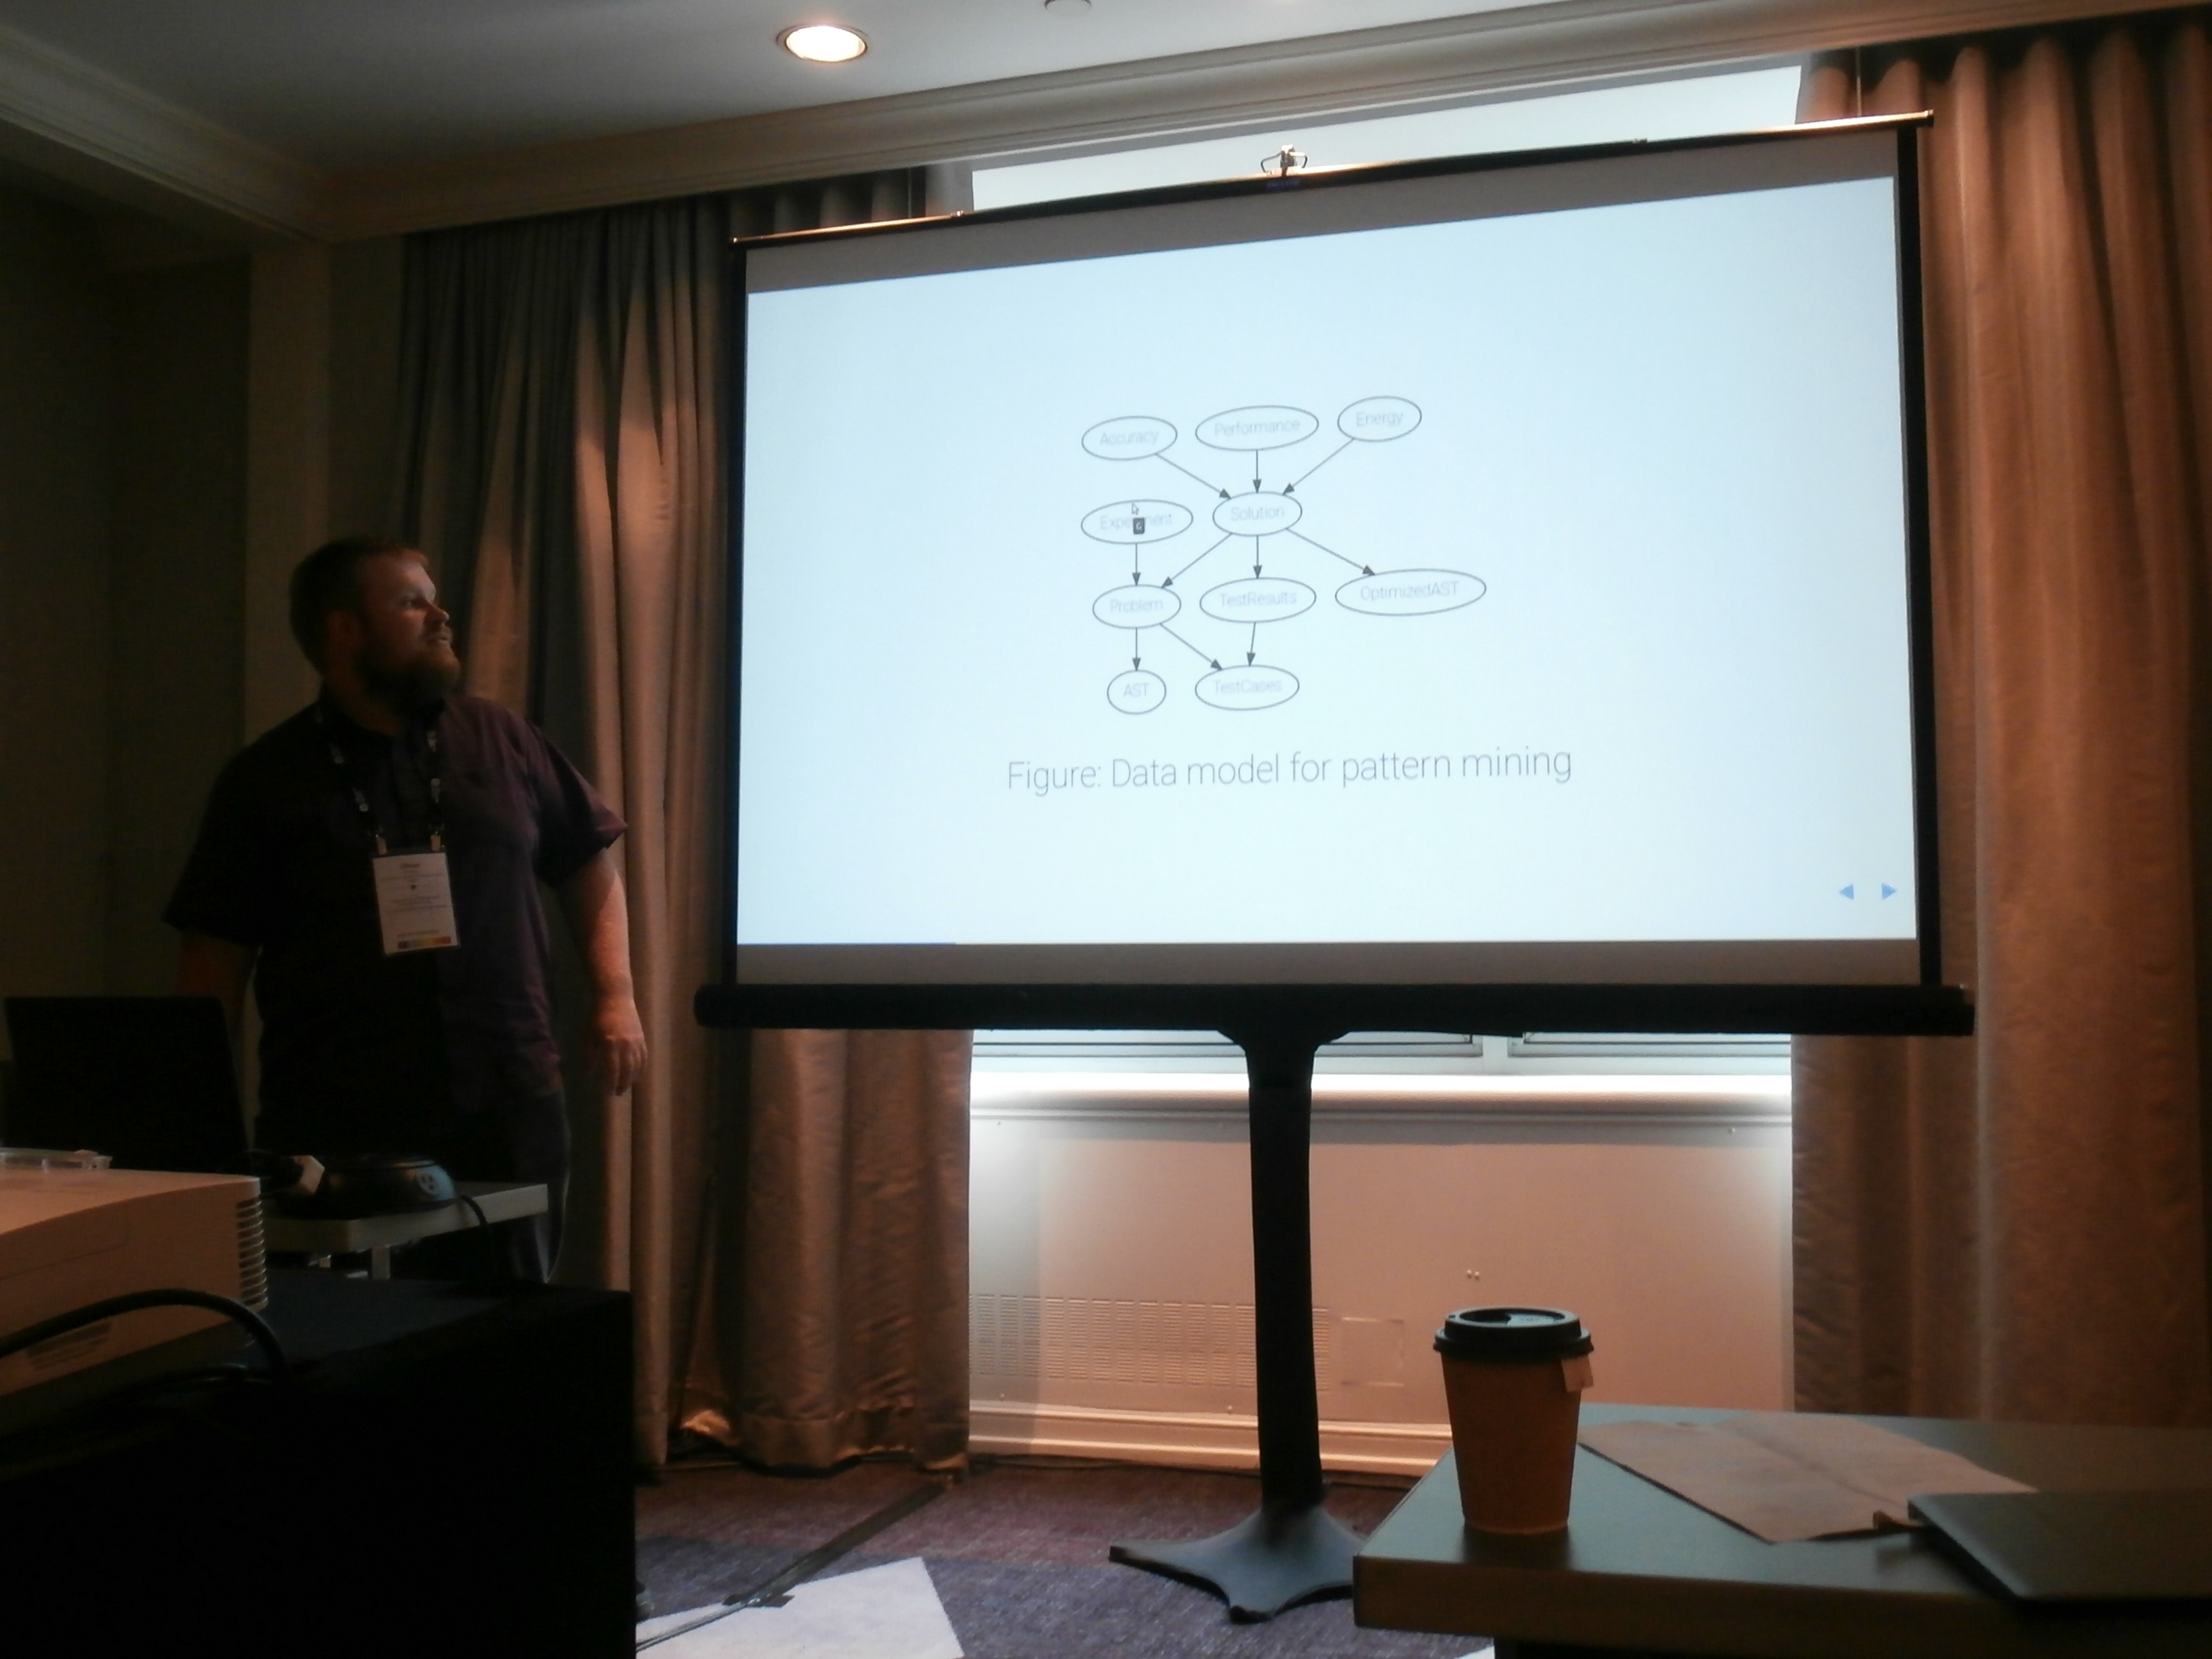 Accuracy
Performance
Energy
Experiment
Solution
Problem
TestResults
OptimizedAST
AST
TestCases
Figure: Data model for pattern mining